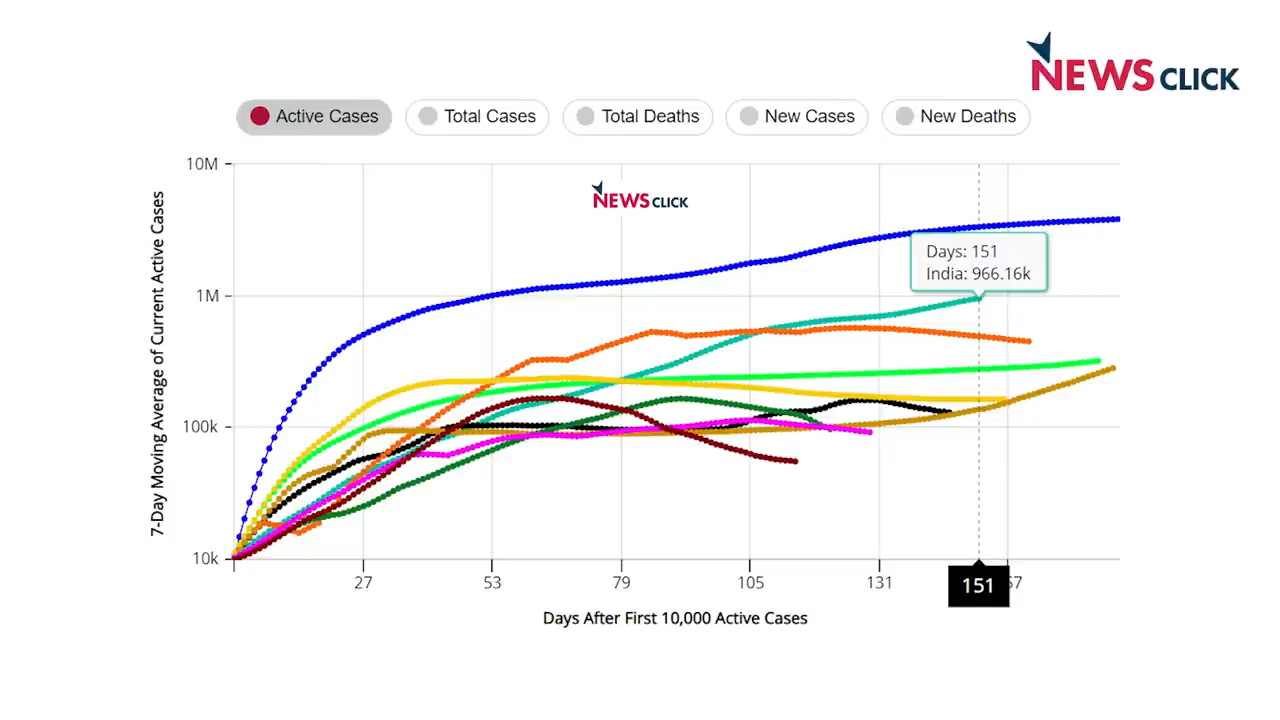 NEWS CLICK
Active Cases
Total Cases
Total Deaths
New Cases
New Deaths
10M
NEWS CLICK
Days: 151
India: 966.16k
1M
100k
10k
7-Day Moving Average of Current Active Cases
27
53
79
105
131
151
Days After First 10,000 Active Cases